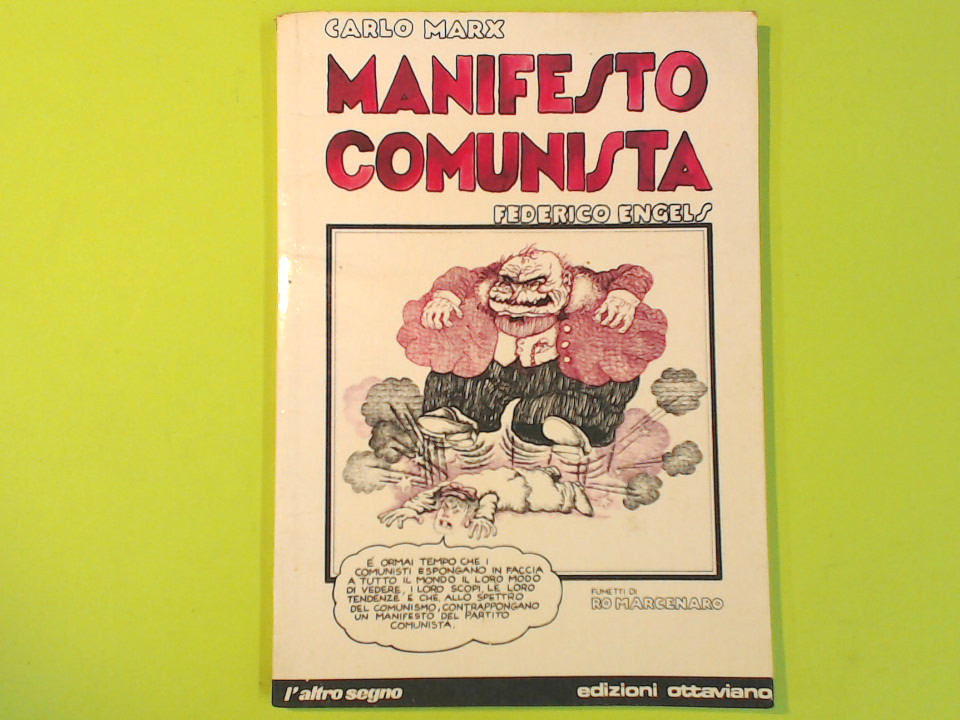 CARLO MARX
MANIFESTO
COMUNISTA
FEDERICO ENGELS
E ORMAI TEMPO CHE I
COMUNISTI ESPONGANO IN FACCIA
A TUTTO IL MONDO IL LORO MODO
DI VEDERE, I LORO SCOPI, LE LORO
TENDENZE E CHE, ALLO SPETTRO
DEL COMUNISMO, CONTRAPPONGANO
UN MANIFESTO DEL PARTITO
COMUNISTA.
FUMETTI DI
RO MARCENARO
l'altro segno
edizioni ottaviano